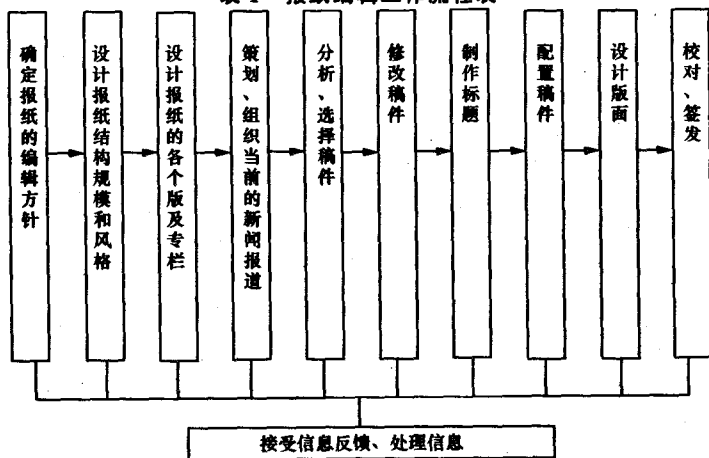 表1 报纸编辑工作流程表
确定报纸的编辑方针
设计报纸结构规模和风格
设计报纸的各个版及专栏
策划、组织当前的新闻报道
分析、选择稿件
修改稿件
制作标题
配置稿件
设计版面
校对、签发
接受信息反馈、处理信息